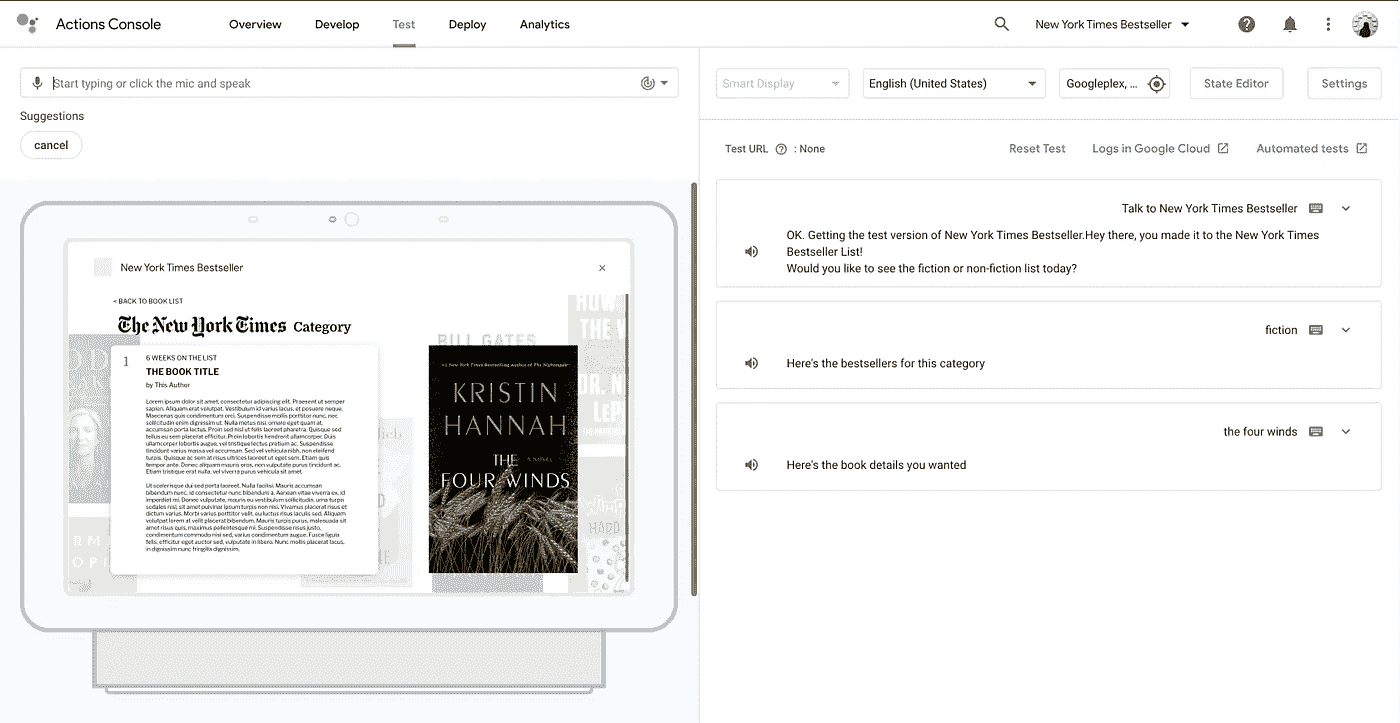 Actions Console
Overview
Develop
Test
Deploy
Analytics
New York Times Bestseller
Start typing or click the mic and speak
Suggestions
cancel
Smart Display
English (United States)
Googleplex, ...
State Editor
Settings
Test URL : None
Reset Test
Logs in Google Cloud
Automated tests
New York Times Bestseller
< BACK TO BOOK LIST
The New York Times Category
1
6 WEEKS ON THE LIST
THE BOOK TITLE
by This Author
Lorem ipsum dolor sit amet, consectetur adipiscing elit. Praesent ut semper
sapien. Aliquam erat volutpat. Vestibulum id varius lacus, et posuere neque.
Maecenas quis condimentum orci. Suspendisse mollis porttitor nunc, nec
sollicitudin enim dignissim ut. Nulla metus nisi ornare eget quam at,
accumsan porta lectus. Proin sed nisl ut felis laoreet pharetra. Quisque sed
tellus eu sem placerat efficitur. Proin lobortis hendrerit ullamcorper. Duis
ullamcorper lobortis augue, vel tristique lectus pretium ac. Suspendisse
tincidunt varius massa vel accumsan. Sed vel vehicula nibh, non eleifend
turpis. Quisque ac sem at risus ultrices laoreet ut eget sem. Etiam quis
tempor ante. Donec aliquam mauris eros, non vulputate purus tincidunt ac.
Etiam tristique erat nulla, vel viverra purus vehicula sit amet.
Ut scelerisque dui sed porta laoreet. Nulla facilisi. Mauris accumsan
bibendum nunc, id consectetur nunc bibendum a. Aenean vitae viverra ex, id
imperdiet mi. Donec vulputate, mauris eu vestibulum sollicitudin, urna turpis
sodales nisl, sit amet pulvinar ipsum turpis non nisi. Vivamus placerat risus et
dictum varius. Morbi varius porttitor velit, eu luctus risus iaculis sed. Aliquam
volutpat lorem at velit placerat bibendum. Mauris turpis purus, malesuada sit
amet risus quis, maximus pellentesque mi. Suspendisse risus justo,
condimentum commodo nisi sed, varius condimentum augue. Fusce ligula
felis, efficitur eget auctor sed, vulputate in libero. Nunc mollis placerat lacus,
in dignissim nunc fringilla dignissim.
BILL GATES
HOW
THE
DR. N
HARD
#1 New York Times Bestselling Author of The Nightingale
KRISTIN
HANNAH
THE
A NOVEL
FOUR WINDS
Talk to New York Times Bestseller
OK. Getting the test version of New York Times Bestseller.Hey there, you made it to the New York Times
Bestseller List!
Would you like to see the fiction or non-fiction list today?
fiction
Here's the bestsellers for this category
the four winds
Here's the book details you wanted